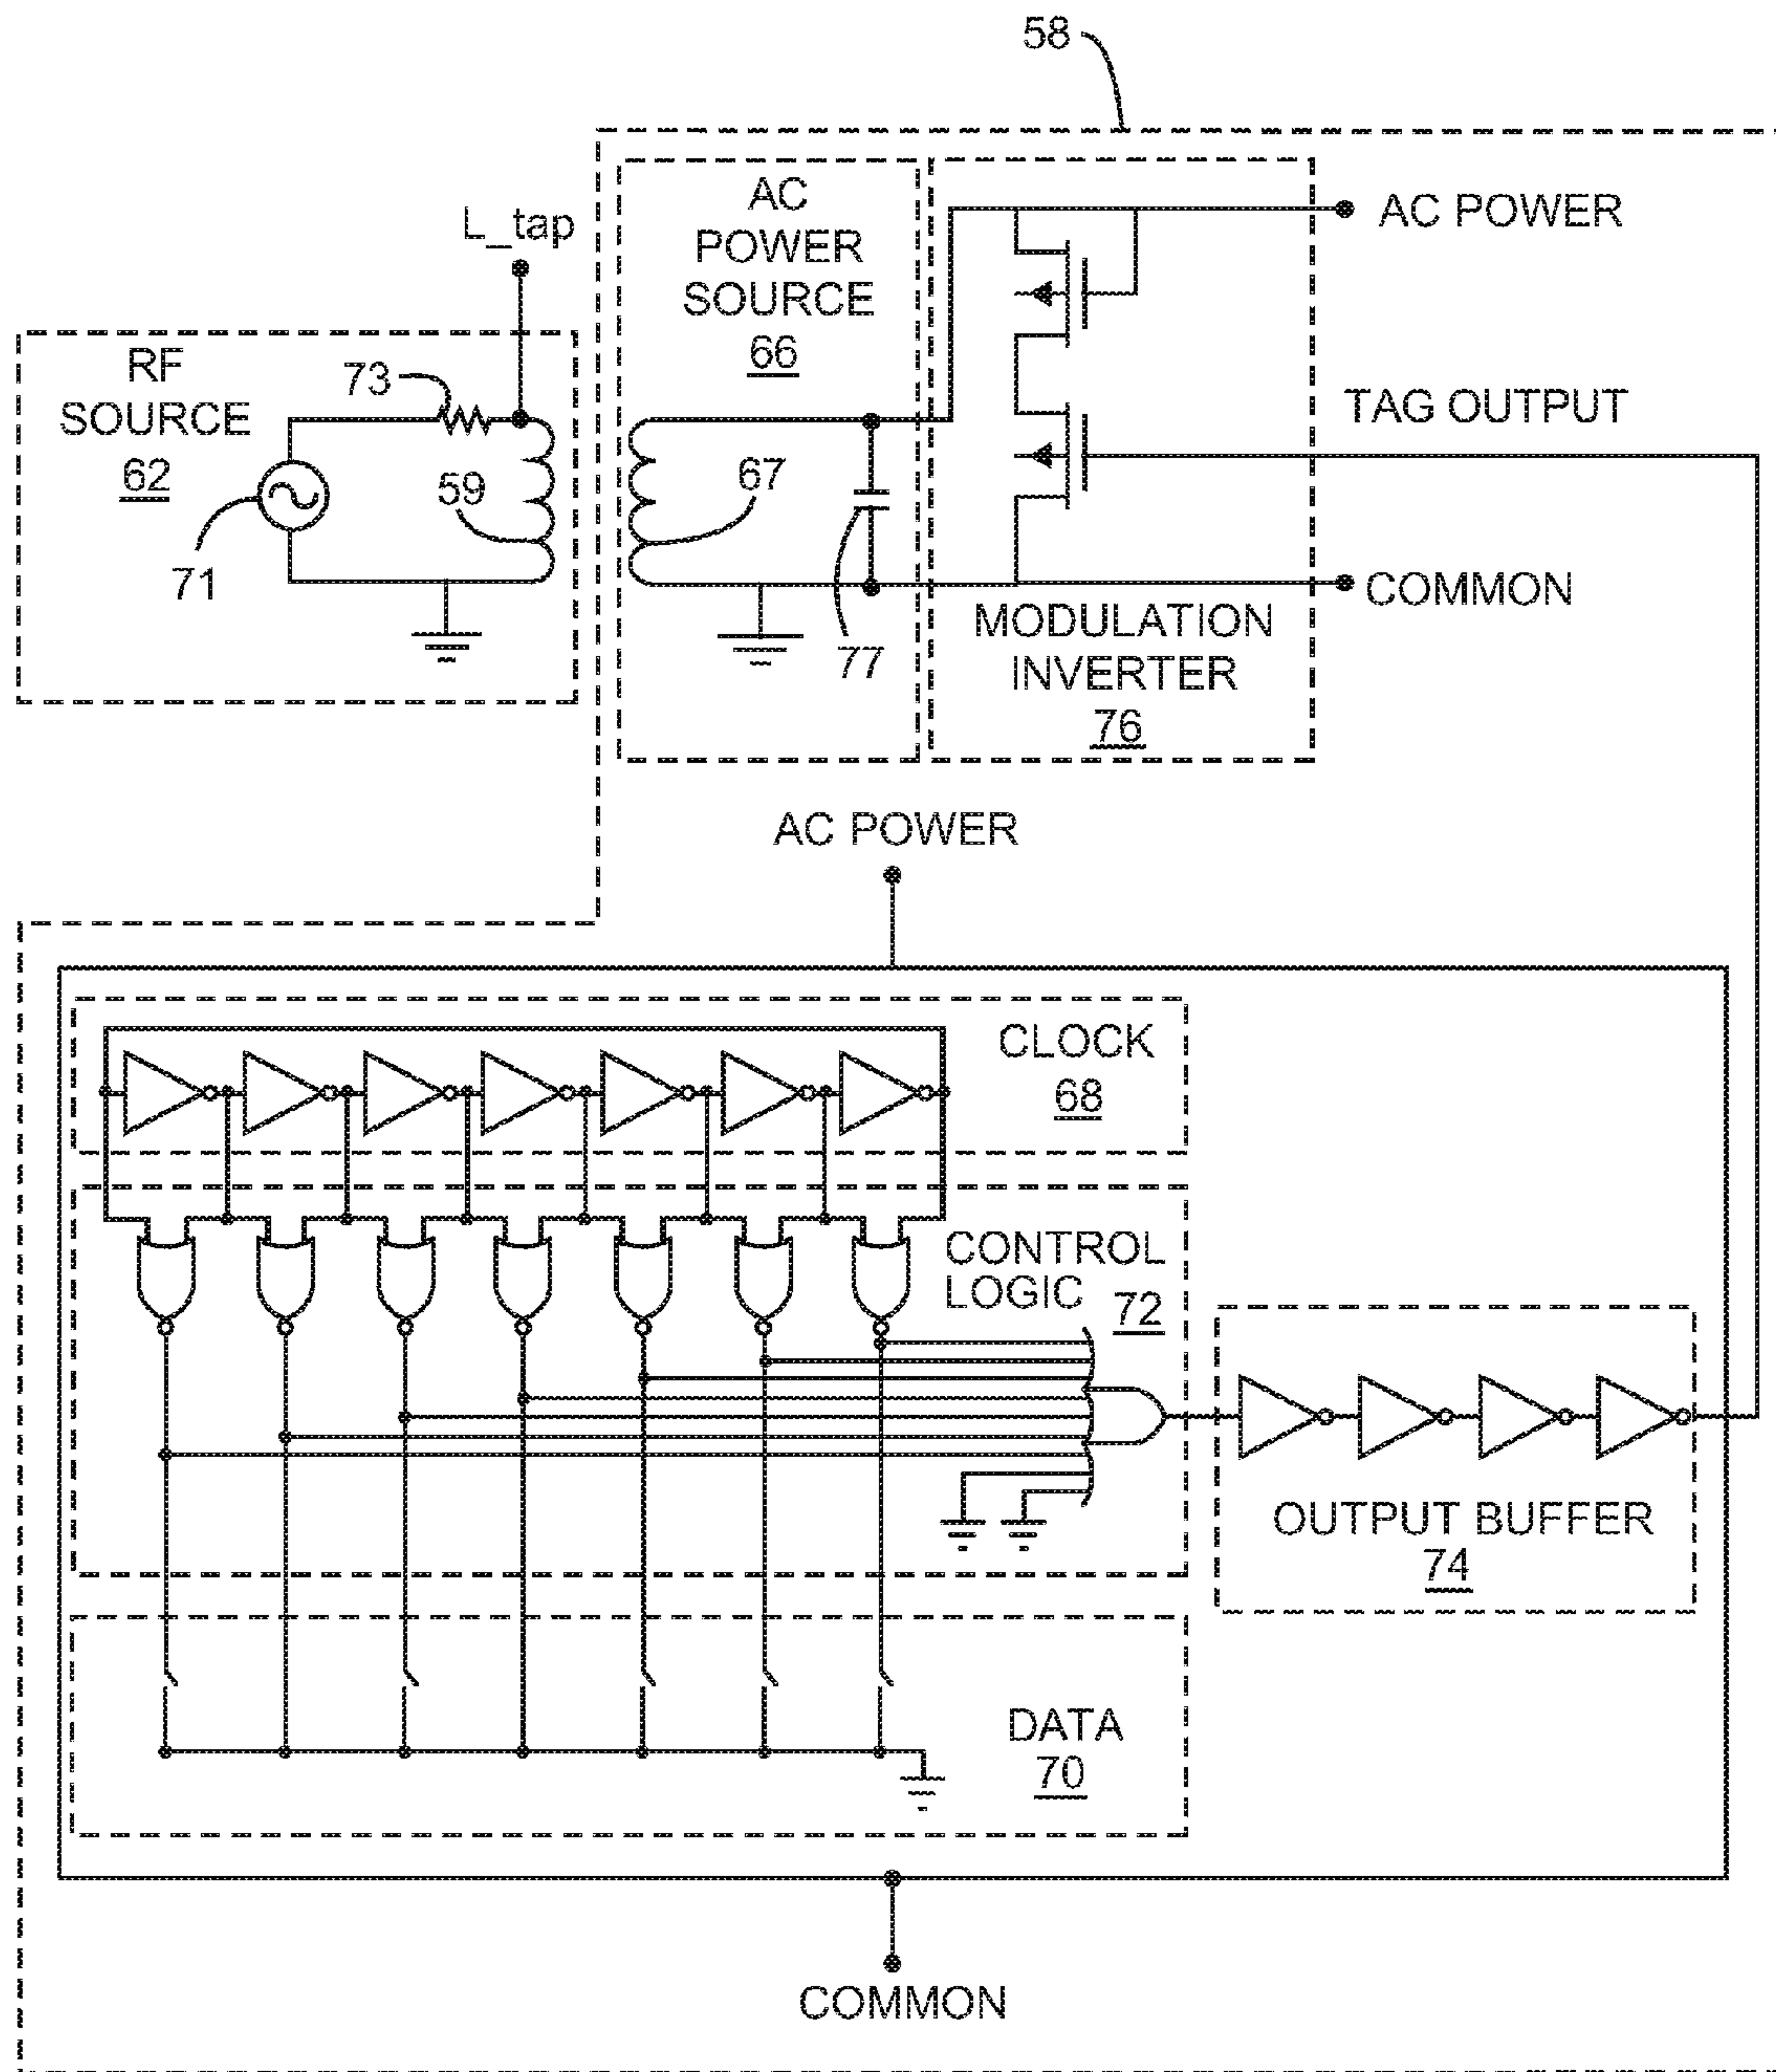 58
L_tap
RF
SOURCE
62
73
59
71
AC
POWER
SOURCE
66
67
77
AC POWER
TAG OUTPUT
COMMON
MODULATION
INVERTER
76
AC POWER
CLOCK
68
CONTROL
LOGIC
72
OUTPUT BUFFER
74
DATA
70
COMMON